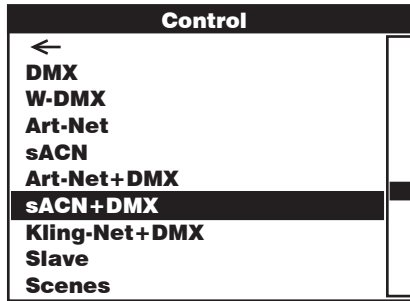 Control
←
DMX
W-DMX
Art-Net
sACN
Art-Net+DMX
sACN+DMX
Kling-Net+DMX
Slave
Scenes